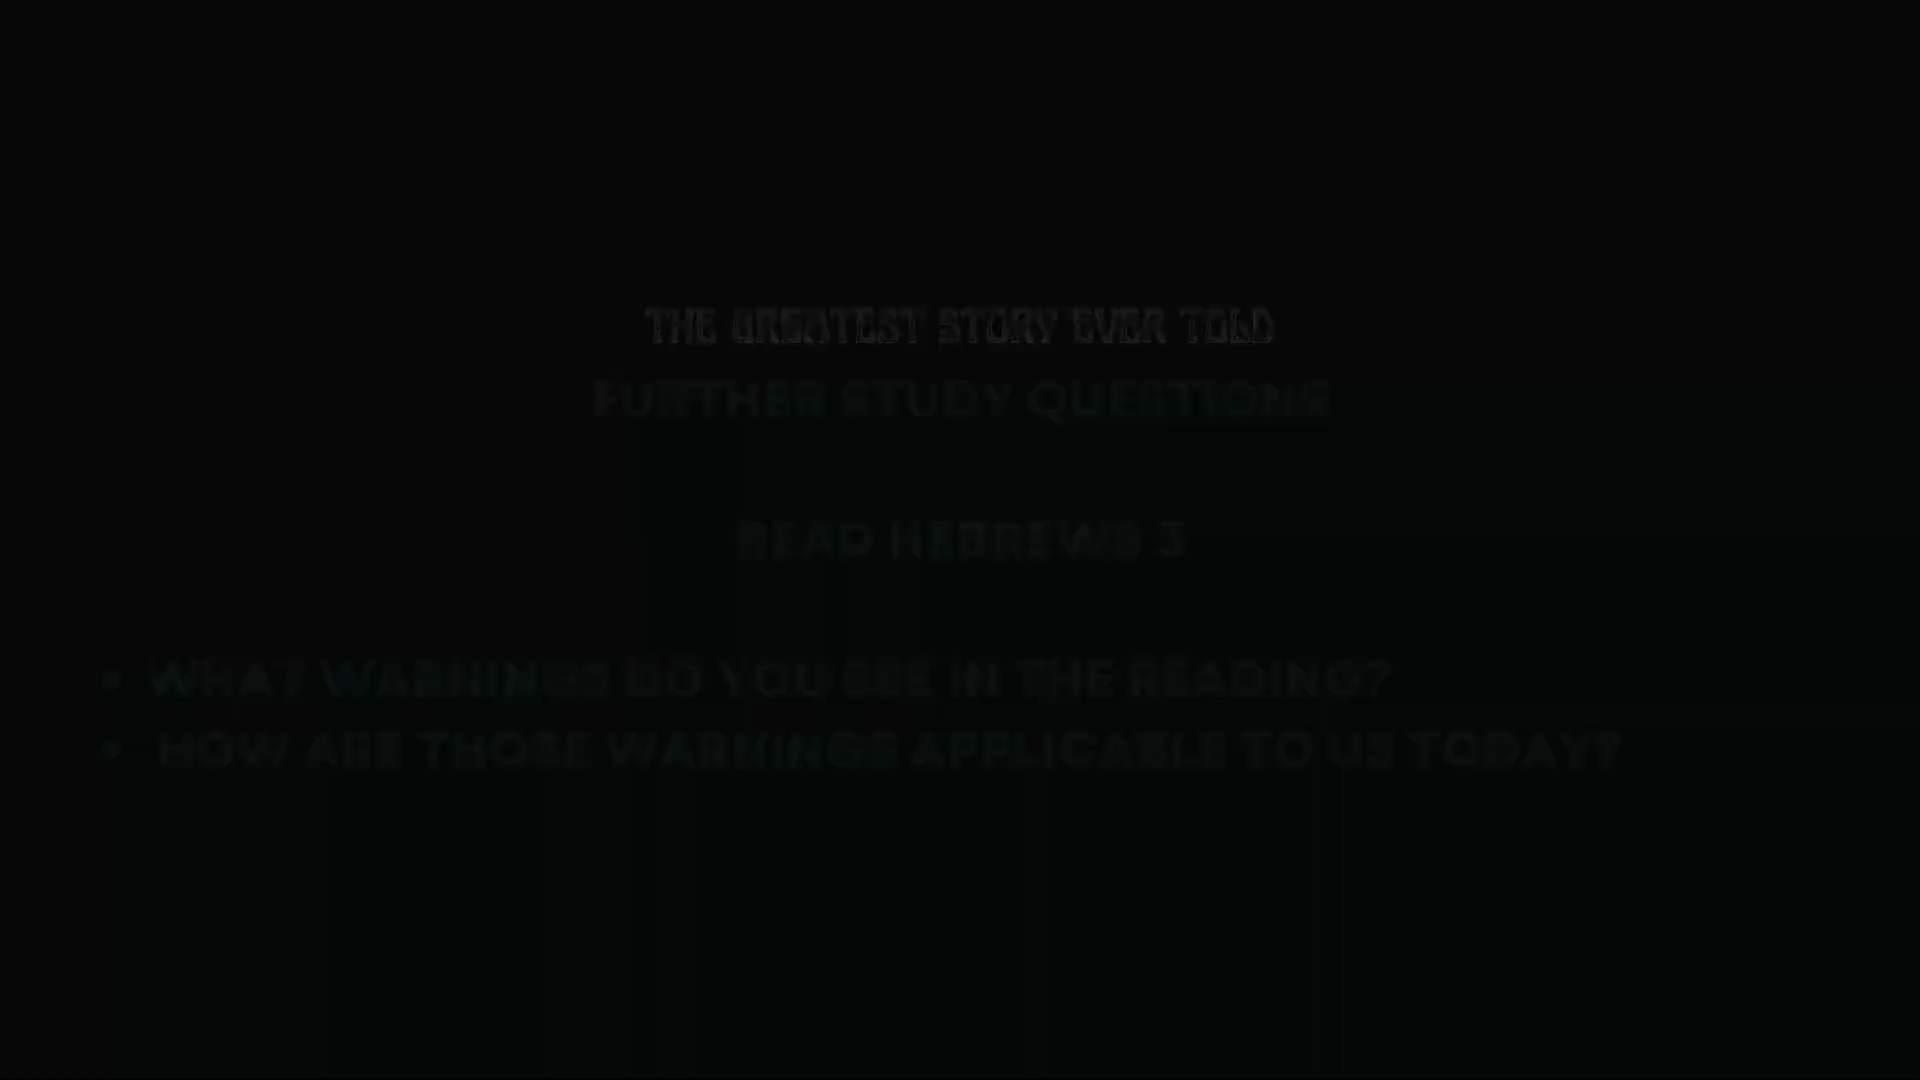 THE GREATEST STORY EVER TOLD
FURTHER STUDY QUESTIONS
READ HEBREWS 3
• WHAT WARNINGS DO YOU SEE IN THE READING?
• HOW ARE THOSE WARNINGS APPLICABLE TO US TODAY?